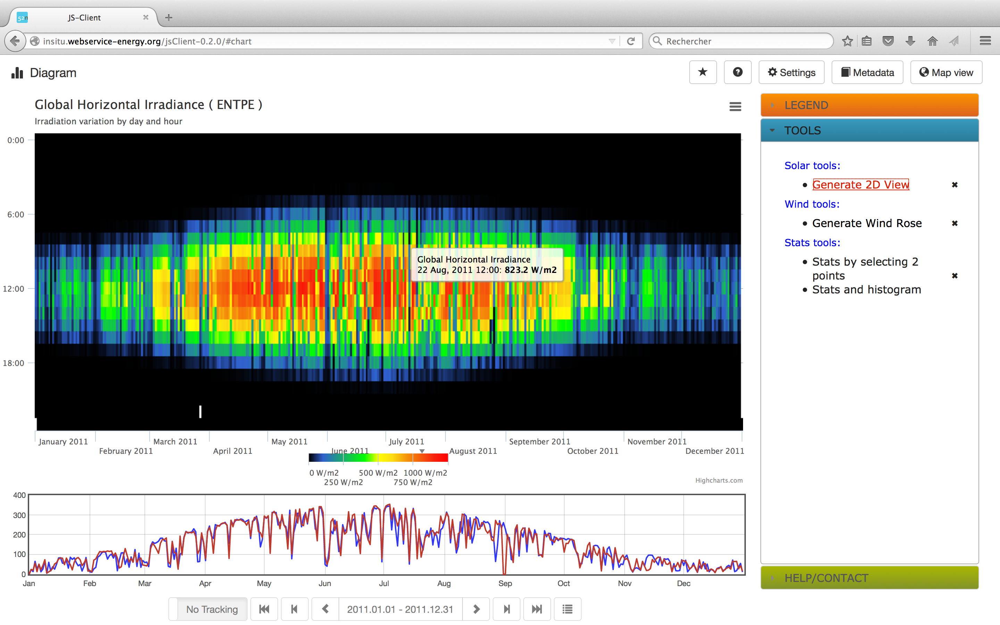 52n JS-Client
insitu.webservice-energy.org/jsClient-0.2.0/#chart
Rechercher
Diagram
Settings
Metadata
Map view
Global Horizontal Irradiance ( ENTPE )
Irradiation variation by day and hour
0:00
6:00
12:00
18:00
Global Horizontal Irradiance
22 Aug, 2011 12:00: 823.2 W/m2
January 2011
February 2011
March 2011
April 2011
May 2011
June 2011
July 2011
August 2011
September 2011
October 2011
November 2011
December 2011
0 W/m2
250 W/m2
500 W/m2
750 W/m2
1000 W/m2
Highcharts.com
400
300
200
100
0
Jan Feb Mar Apr May Jun Jul Aug Sep Oct Nov Dec
No Tracking
2011.01.01 - 2011.12.31
LEGEND
TOOLS
Solar tools:
Generate 2D View
Wind tools:
Generate Wind Rose
Stats tools:
Stats by selecting 2
points
Stats and histogram
HELP/CONTACT